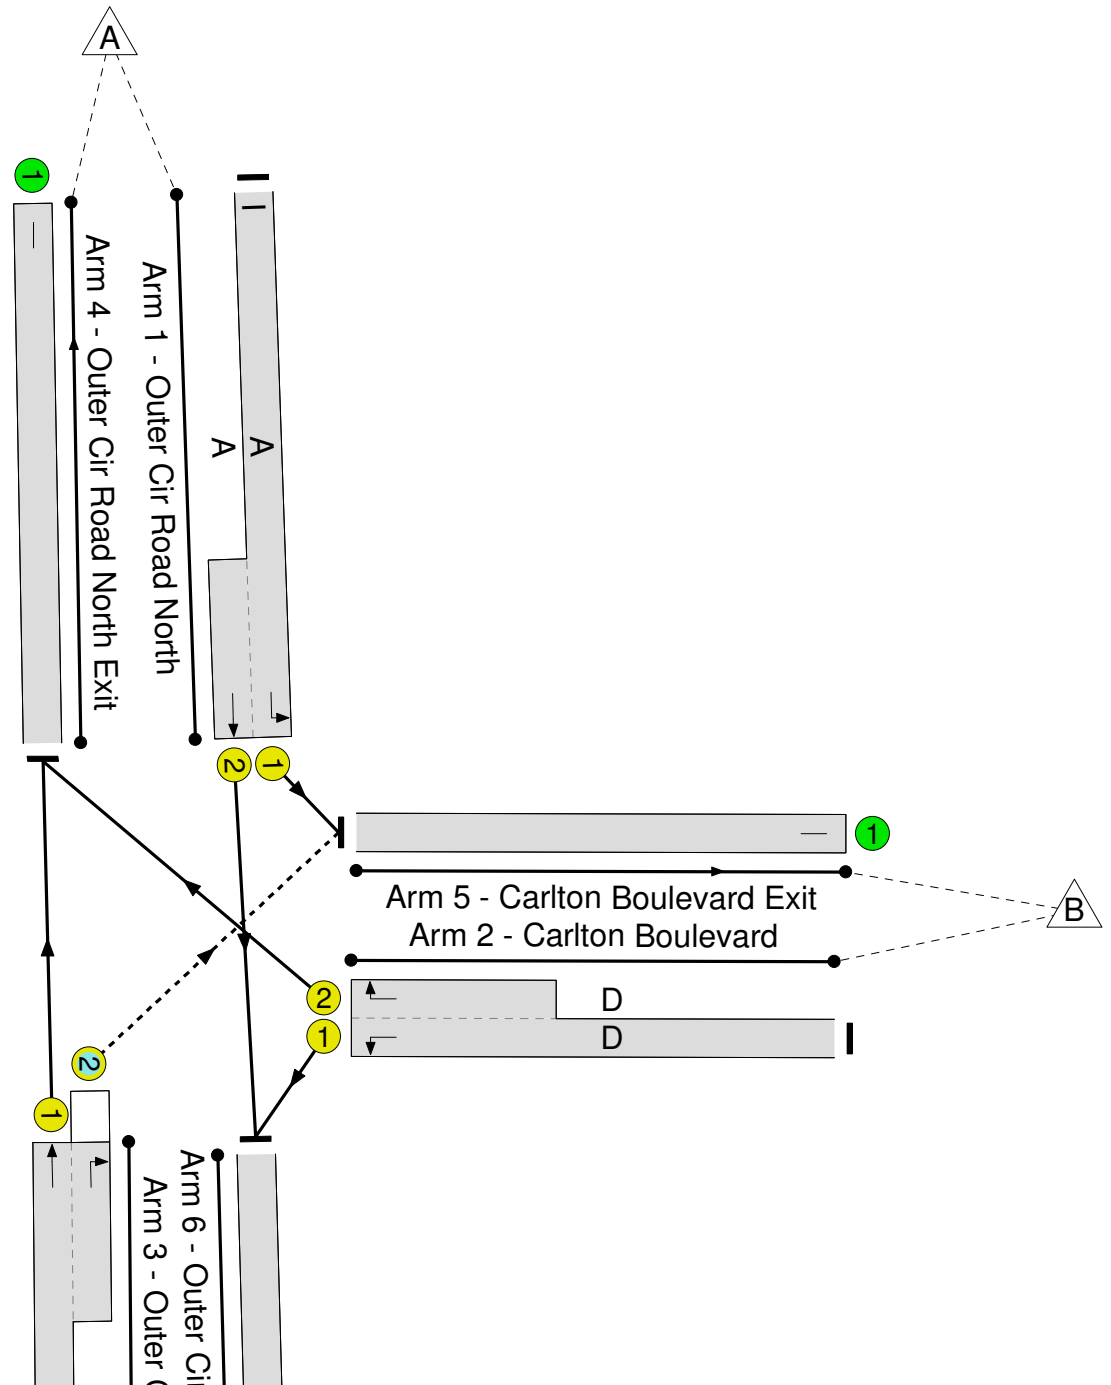 A
1
Arm 4 - Outer Cir Road North Exit
Arm 1 - Outer Cir Road North
A
A
2
1
1
Arm 5 - Carlton Boulevard Exit
Arm 2 - Carlton Boulevard
B
2
1
D
D
2
1
Arm 3 - Outer
Arm 6 - Outer Cir